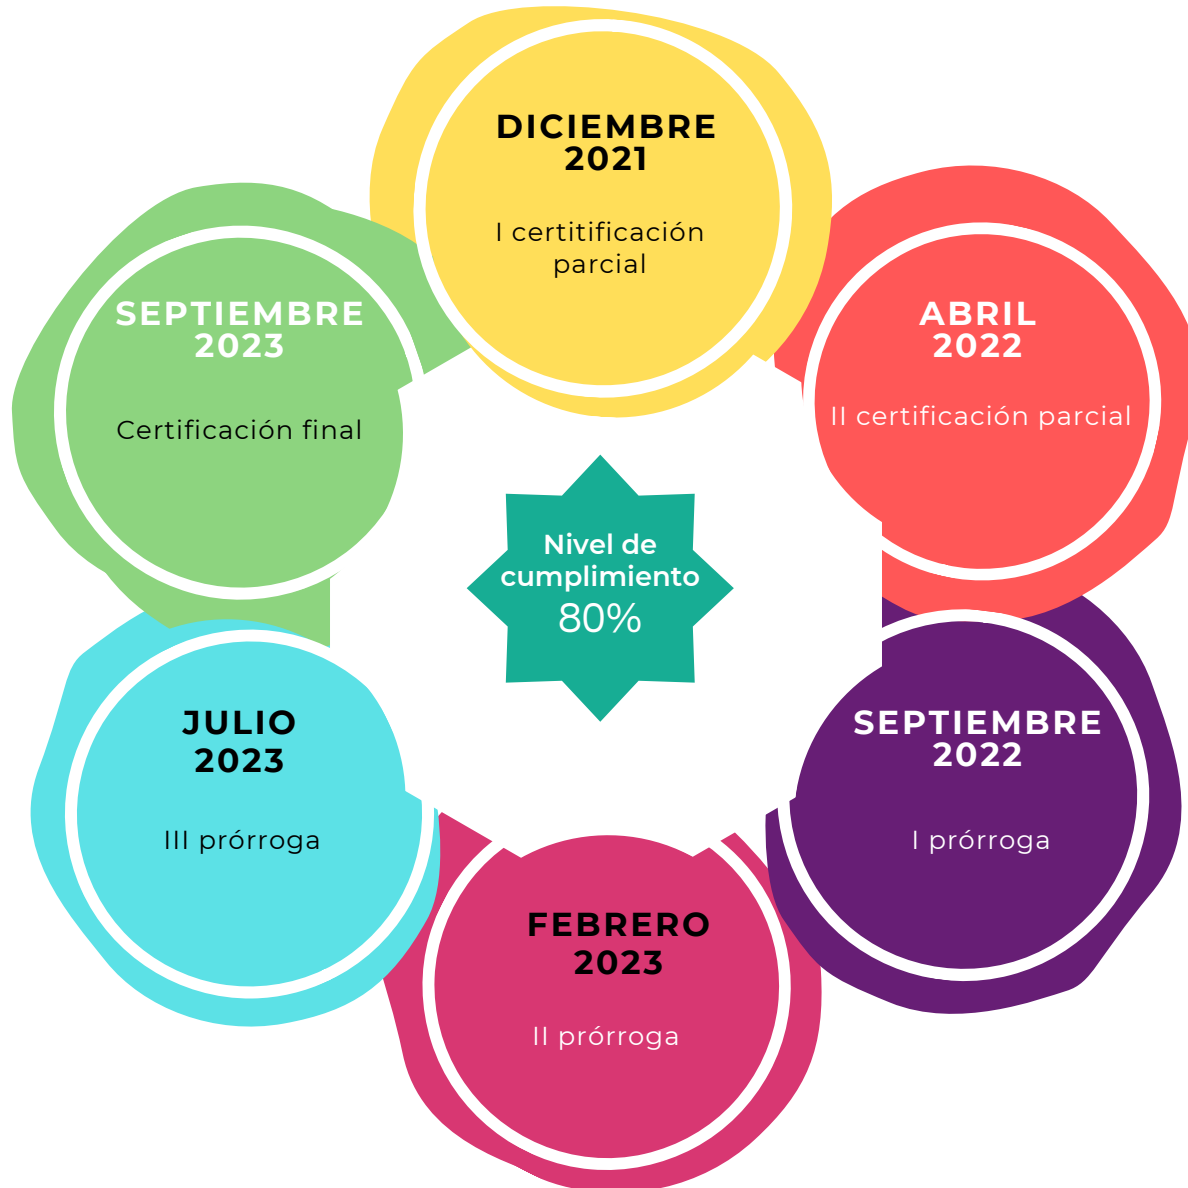 DICIEMBRE
2021
I certitificación
parcial
ABRIL
2022
II certificación parcial
SEPTIEMBRE
2022
I prórroga
FEBRERO
2023
II prórroga
JULIO
2023
III prórroga
SEPTIEMBRE
2023
Certificación final
Nivel de
cumplimiento
80%